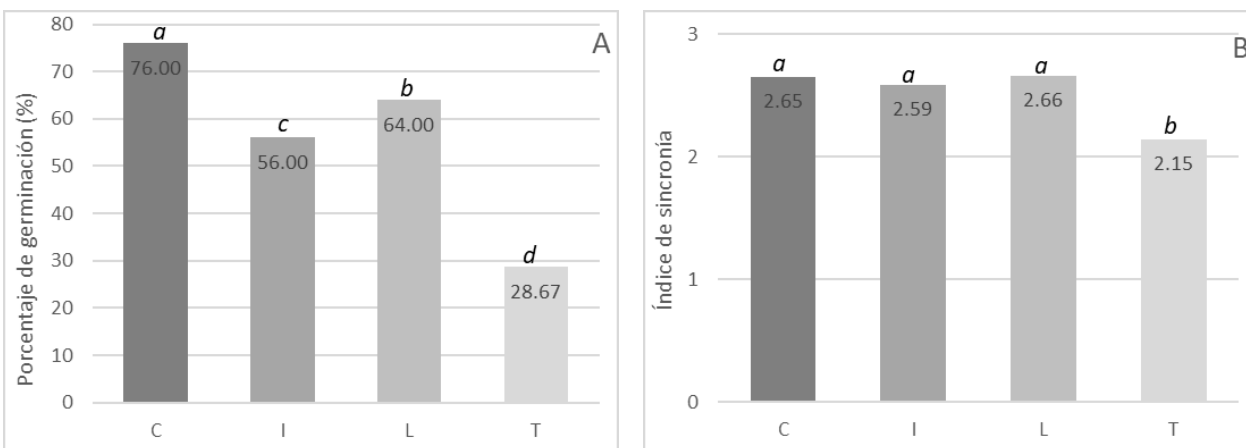 A
Porcentaje de germinación (%)
80
70
60
50
40
30
20
10
0
a
76.00
c
56.00
b
64.00
d
28.67
C I L T
B
Índice de sincronía
3
2
1
0
a
2.65
a
2.59
a
2.66
b
2.15
C I L T